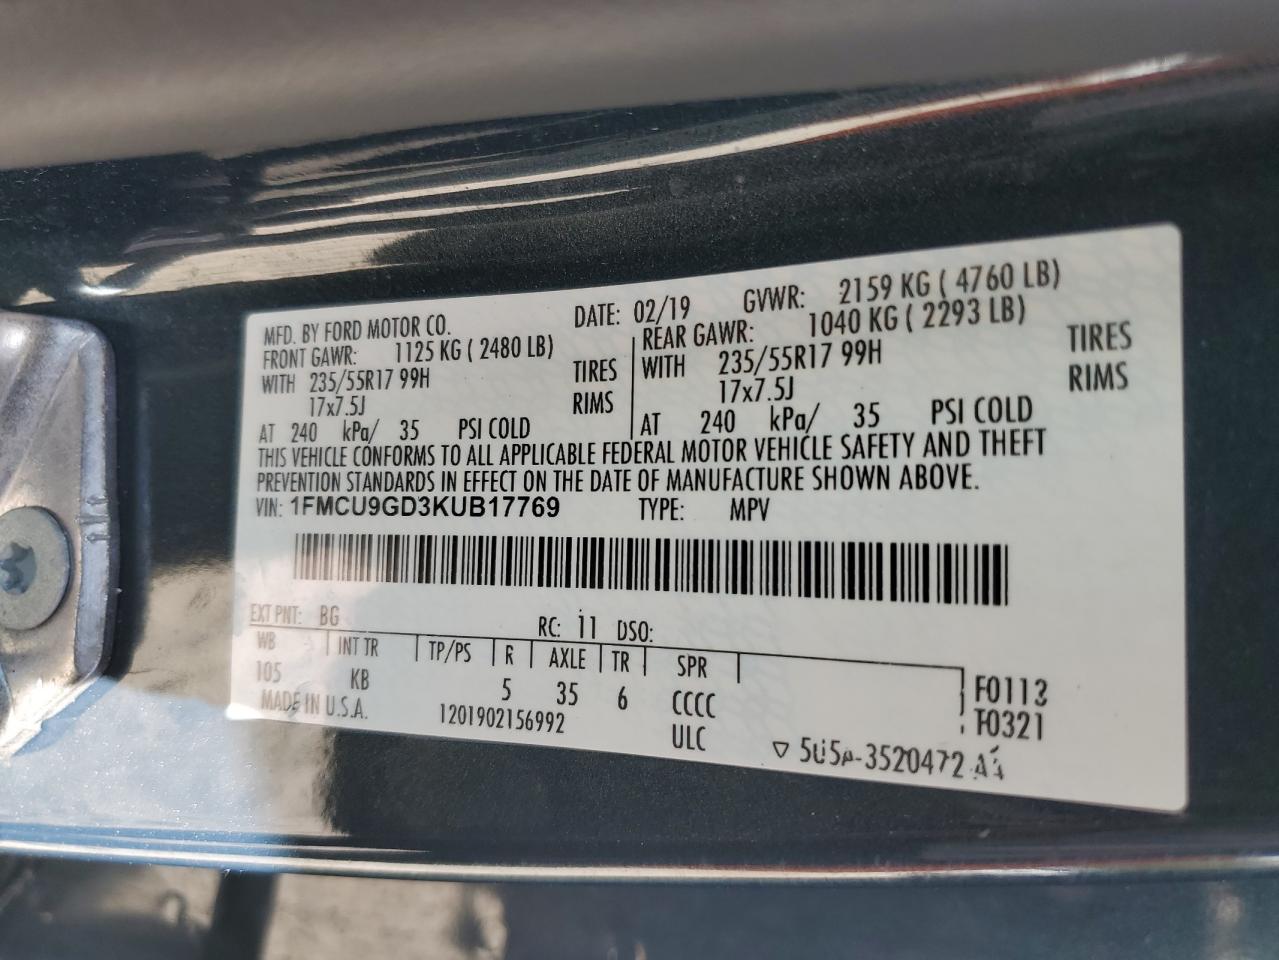 MFD. BY FORD MOTOR CO. DATE: 02/19 GVWR: 2159 KG ( 4760 LB)
FRONT GAWR: 1125 KG ( 2480 LB) REAR GAWR: 1040 KG ( 2293 LB)
WITH 235/55R17 99H TIRES WITH 235/55R17 99H TIRES
17x7.5J RIMS 17x7.5J RIMS
AT 240 kPa/ 35 PSI COLD AT 240 kPa/ 35 PSI COLD
THIS VEHICLE CONFORMS TO ALL APPLICABLE FEDERAL MOTOR VEHICLE SAFETY AND THEFT
PREVENTION STANDARDS IN EFFECT ON THE DATE OF MANUFACTURE SHOWN ABOVE.
VIN: 1FMCU9GD3KUB17769 TYPE: MPV
EXT PNT: BG RC: 11 DSO:
WB INT TR TP/PS R AXLE TR SPR
105 KB 5 35 6 CCCC F0113
MADE IN U.S.A. 1201902156992 ULC T0321